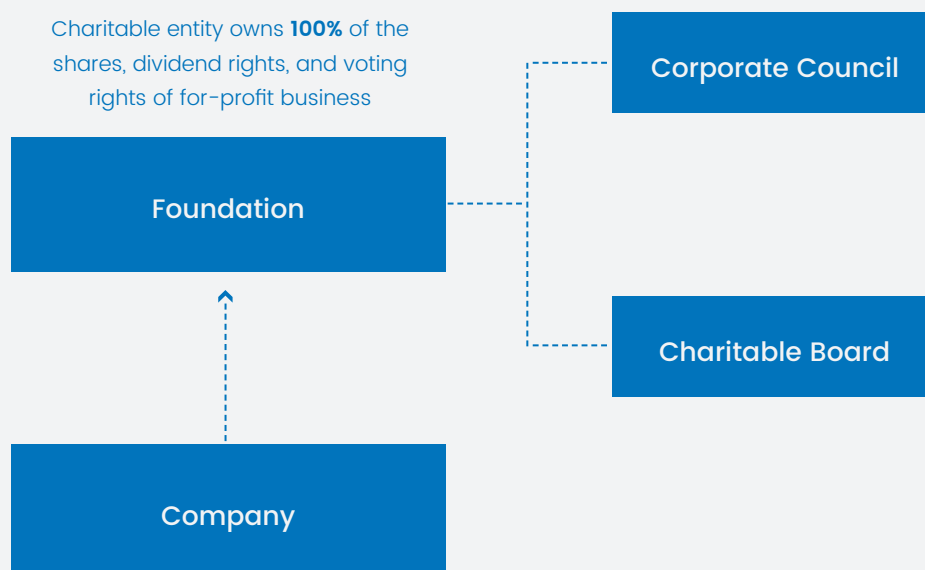 Charitable entity owns 100% of the
shares, dividend rights, and voting
rights of for-profit business
Foundation
Corporate Council
Charitable Board
Company